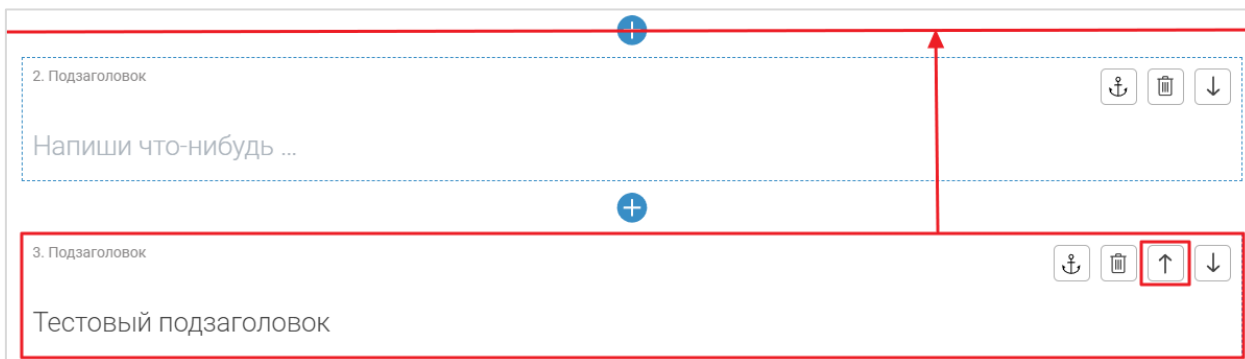 2. Подзаголовок
Напиши что-нибудь ...
3. Подзаголовок
Тестовый подзаголовок